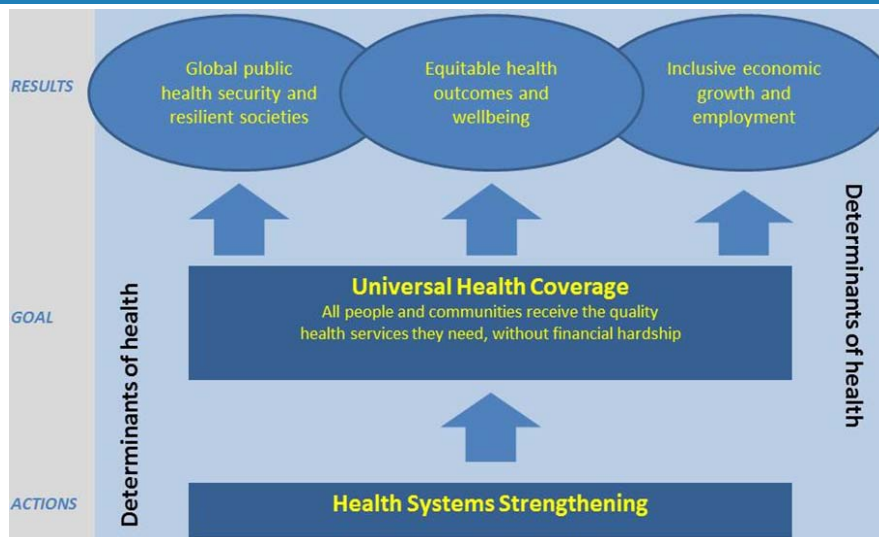 RESULTS
Global public
health security and
resilient societies
Equitable health
outcomes and
wellbeing
Inclusive economic
growth and
employment
Determinants of health
Determinants of health
GOAL
Universal Health Coverage
All people and communities receive the quality
health services they need, without financial hardship
ACTIONS
Health Systems Strengthening